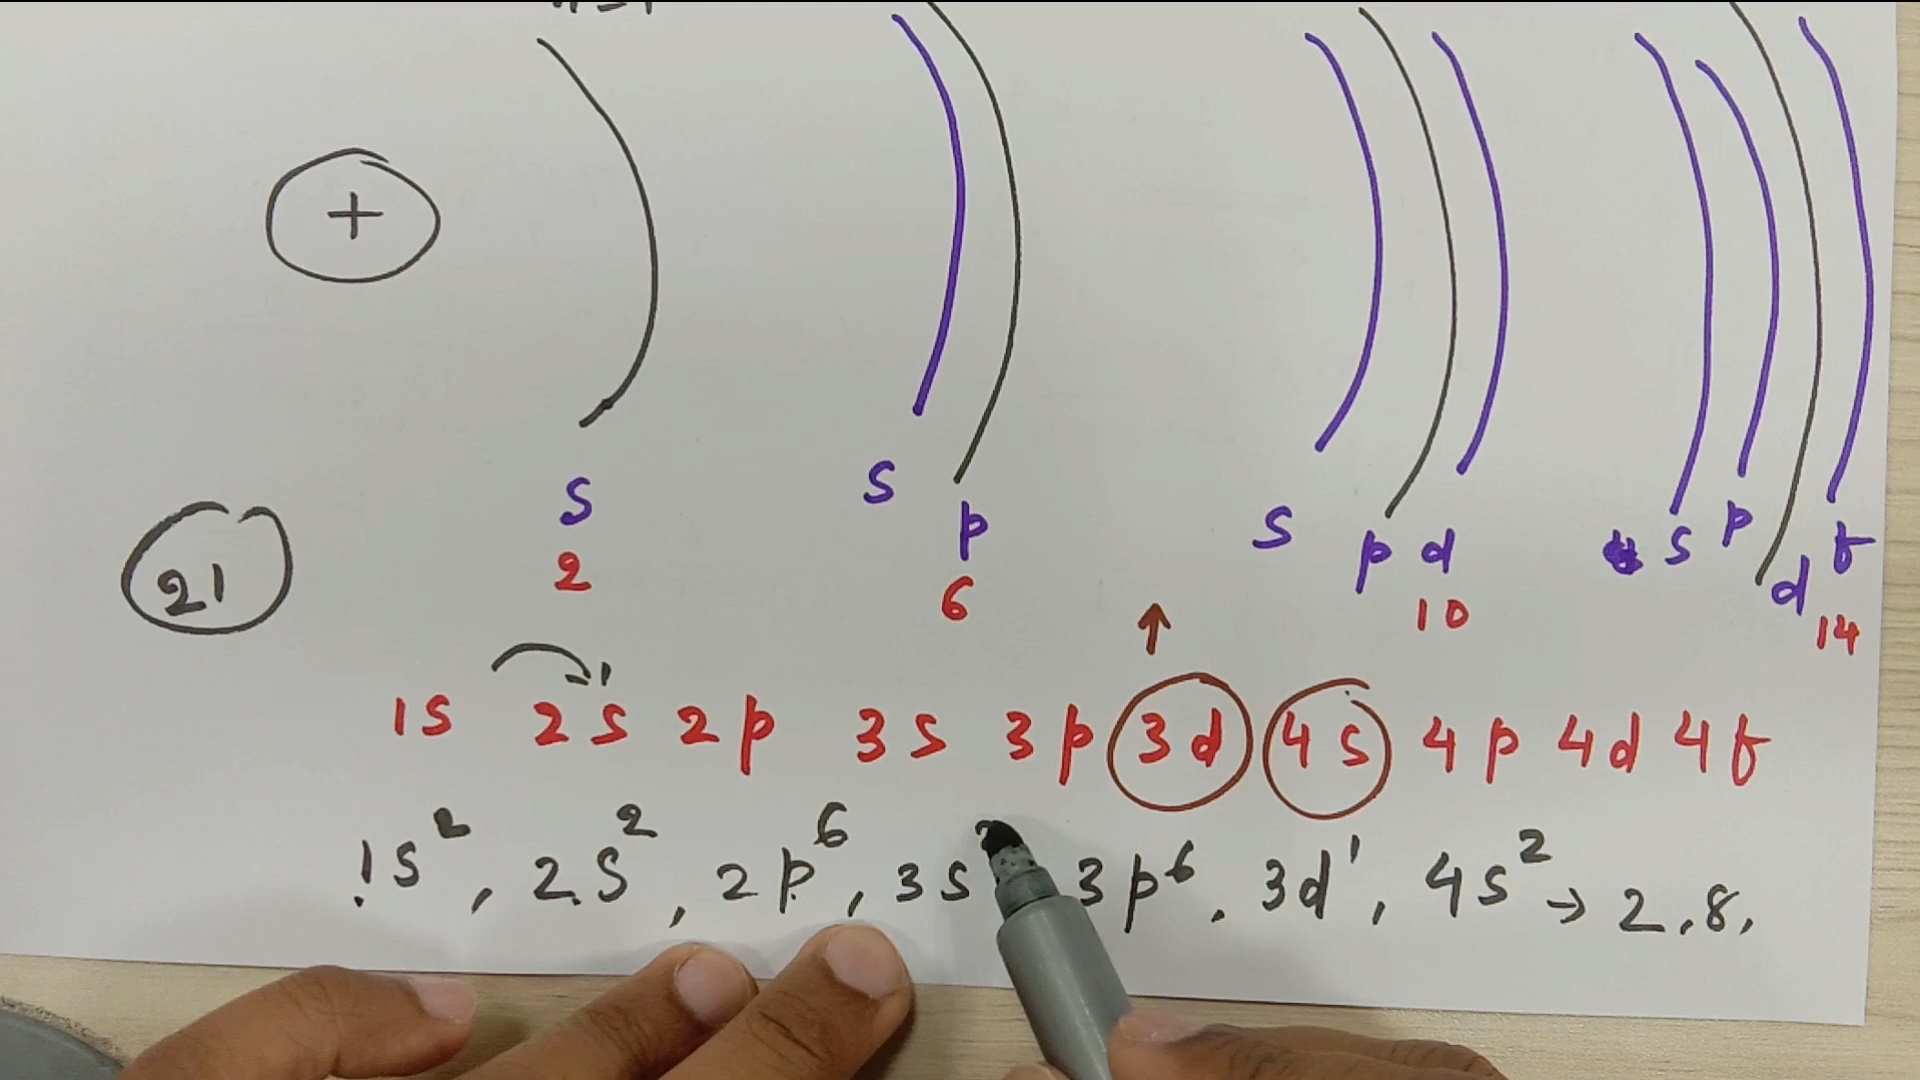 +
s s p s p d s p d f
2 6 10 14
21
1s 2s 2p 3s 3p 3d 4s 4p 4d 4f
1s², 2s², 2p⁶, 3s 3p⁶, 3d¹, 4s² → 2,8,